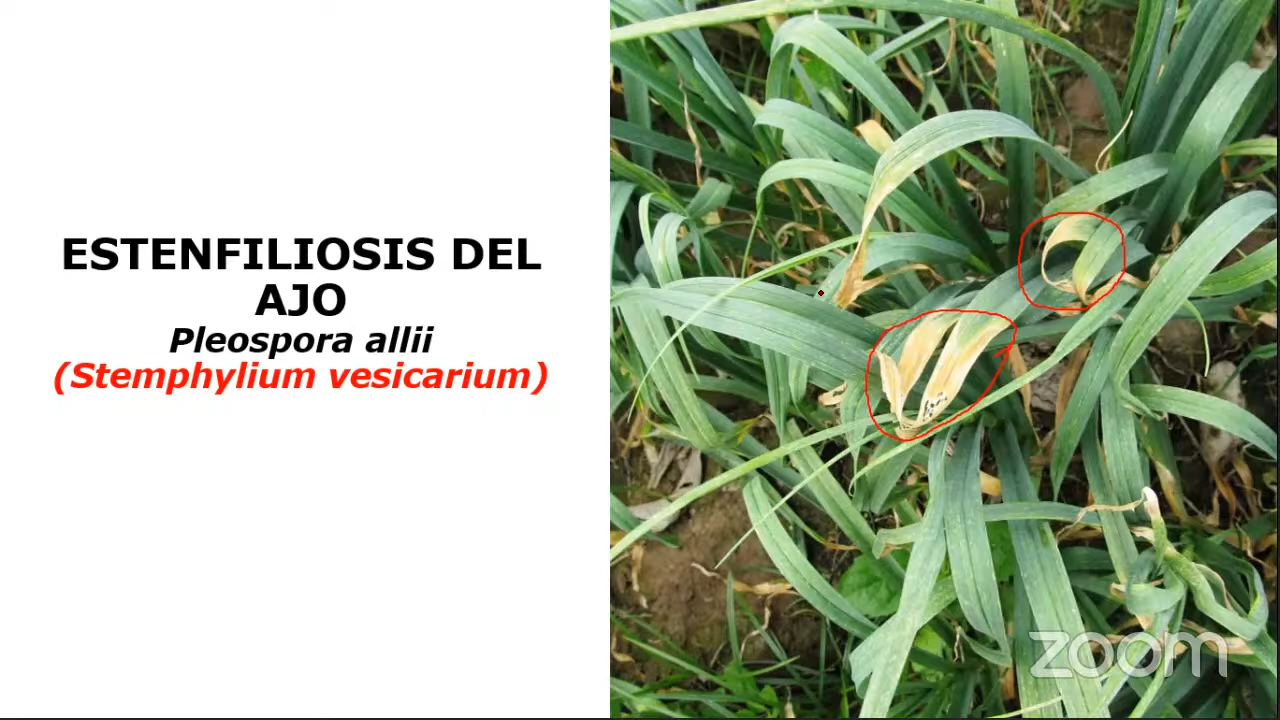 ESTENFILIOSIS DEL
AJO
Pleospora allii
(Stemphylium vesicarium)
zoom